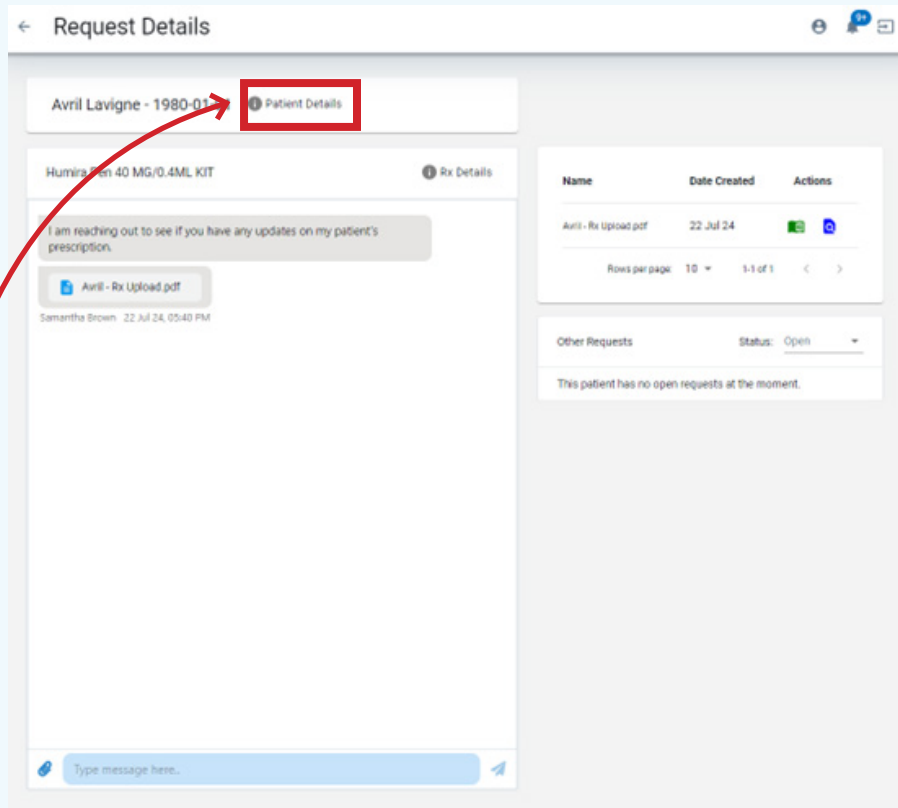 Request Details
9+
Avril Lavigne - 1980-01-
Patient Details
Humira Pen 40 MG/0.4ML KIT
Rx Details
I am reaching out to see if you have any updates on my patient's
prescription.
Avril - Rx Upload.pdf
Samantha Brown 22 Jul 24, 05:40 PM
Type message here..
Name Date Created Actions
Avril - Rx Upload.pdf 22 Jul 24
Rows per page: 10 1-1 of 1
Other Requests Status: Open
This patient has no open requests at the moment.